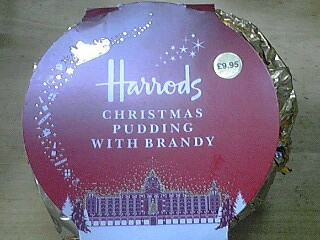 Harrods
£9.95
CHRISTMAS
PUDDING
WITH BRANDY